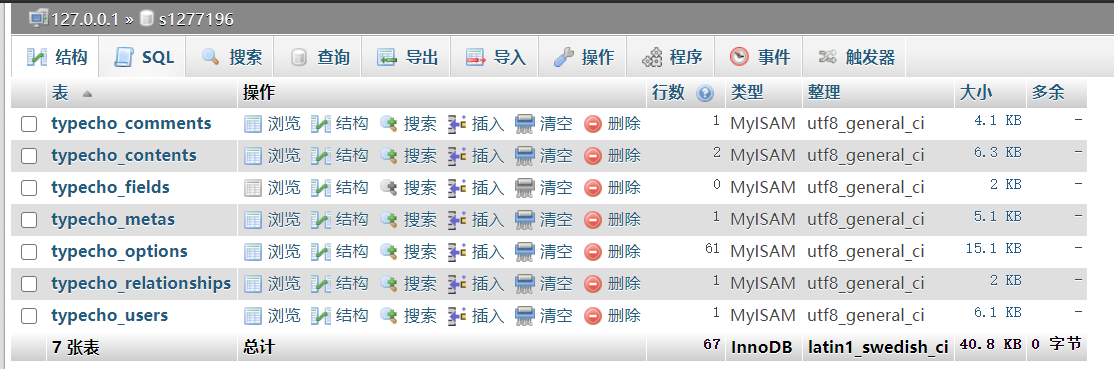 127.0.0.1 » s1277196
结构 SQL 搜索 查询 导出 导入 操作 程序 事件 触发器
表 操作 行数 类型 整理 大小 多余
typecho_comments 浏览 结构 搜索 插入 清空 删除 1 MyISAM utf8_general_ci 4.1 KB -
typecho_contents 浏览 结构 搜索 插入 清空 删除 2 MyISAM utf8_general_ci 6.3 KB -
typecho_fields 浏览 结构 搜索 插入 清空 删除 0 MyISAM utf8_general_ci 2 KB -
typecho_metas 浏览 结构 搜索 插入 清空 删除 1 MyISAM utf8_general_ci 5.1 KB -
typecho_options 浏览 结构 搜索 插入 清空 删除 61 MyISAM utf8_general_ci 15.1 KB -
typecho_relationships 浏览 结构 搜索 插入 清空 删除 1 MyISAM utf8_general_ci 2 KB -
typecho_users 浏览 结构 搜索 插入 清空 删除 1 MyISAM utf8_general_ci 6.1 KB -
7 张表 总计 67 InnoDB latin1_swedish_ci 40.8 KB 0 字节